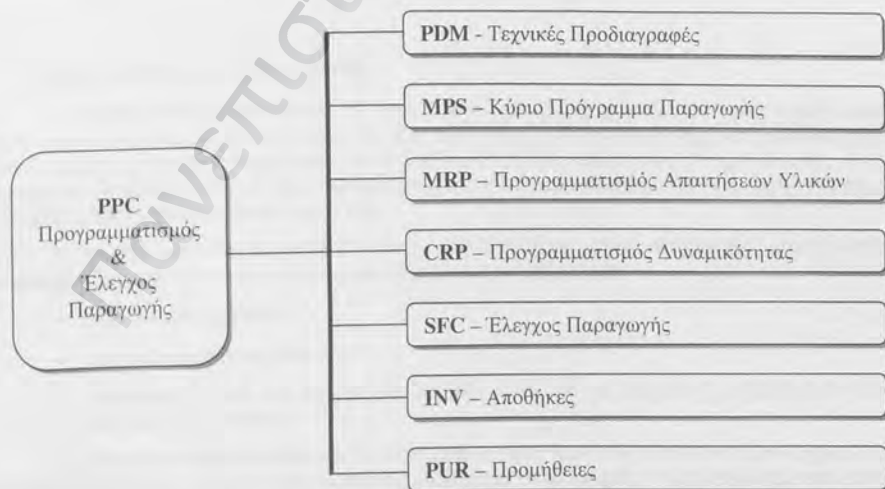 PPC
Προγραμματισμός
&
Έλεγχος
Παραγωγής
PDM - Τεχνικές Προδιαγραφές
MPS – Κύριο Πρόγραμμα Παραγωγής
MRP – Προγραμματισμός Απαιτήσεων Υλικών
CRP – Προγραμματισμός Δυναμικότητας
SFC – Έλεγχος Παραγωγής
INV – Αποθήκες
PUR – Προμήθειες